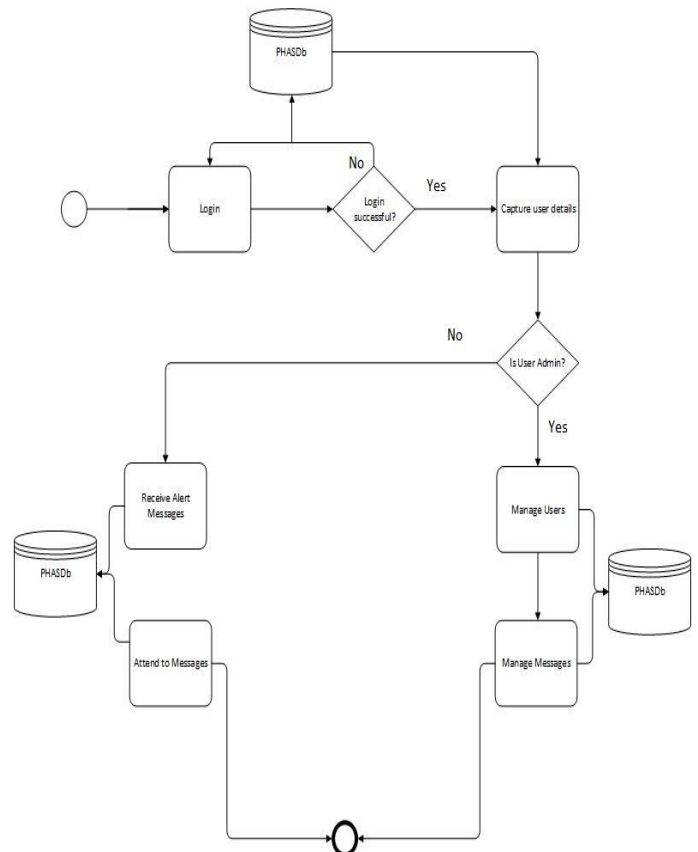 PHASDb
No
Yes
Login
Login
successful?
Capture user details
No
Is User Admin?
Yes
Receive Alert
Messages
Manage Users
PHASDb
PHASDb
Attend to Messages
Manage Messages